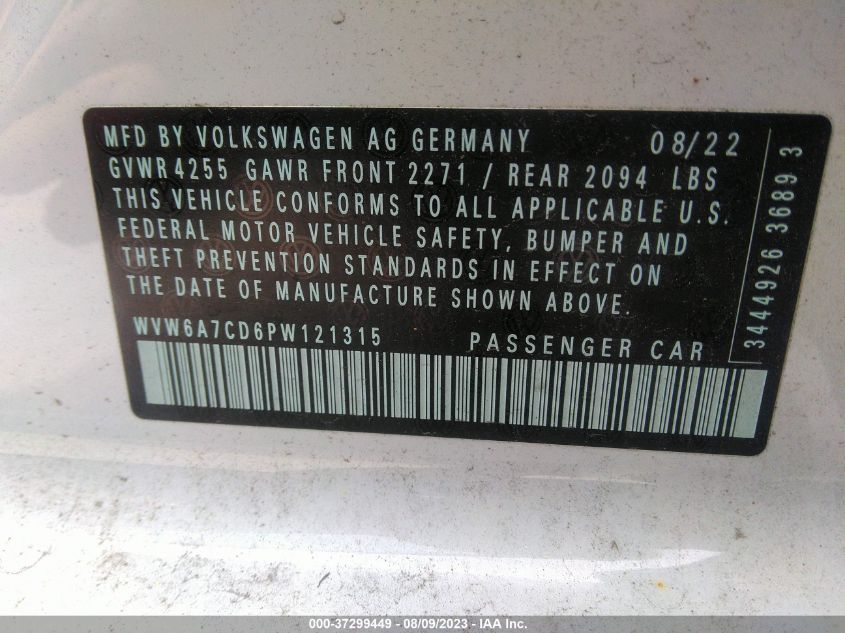 MFD BY VOLKSWAGEN AG GERMANY 08/22
GVWR 4255 GAWR FRONT 2271 / REAR 2094 LBS
THIS VEHICLE CONFORMS TO ALL APPLICABLE U.S.
FEDERAL MOTOR VEHICLE SAFETY, BUMPER AND
THEFT PREVENTION STANDARDS IN EFFECT ON
THE DATE OF MANUFACTURE SHOWN ABOVE.
WVW6A7CD6PW121315 PASSENGER CAR
3444926 3689 3
000-37299449 - 08/09/2023 - IAA Inc.